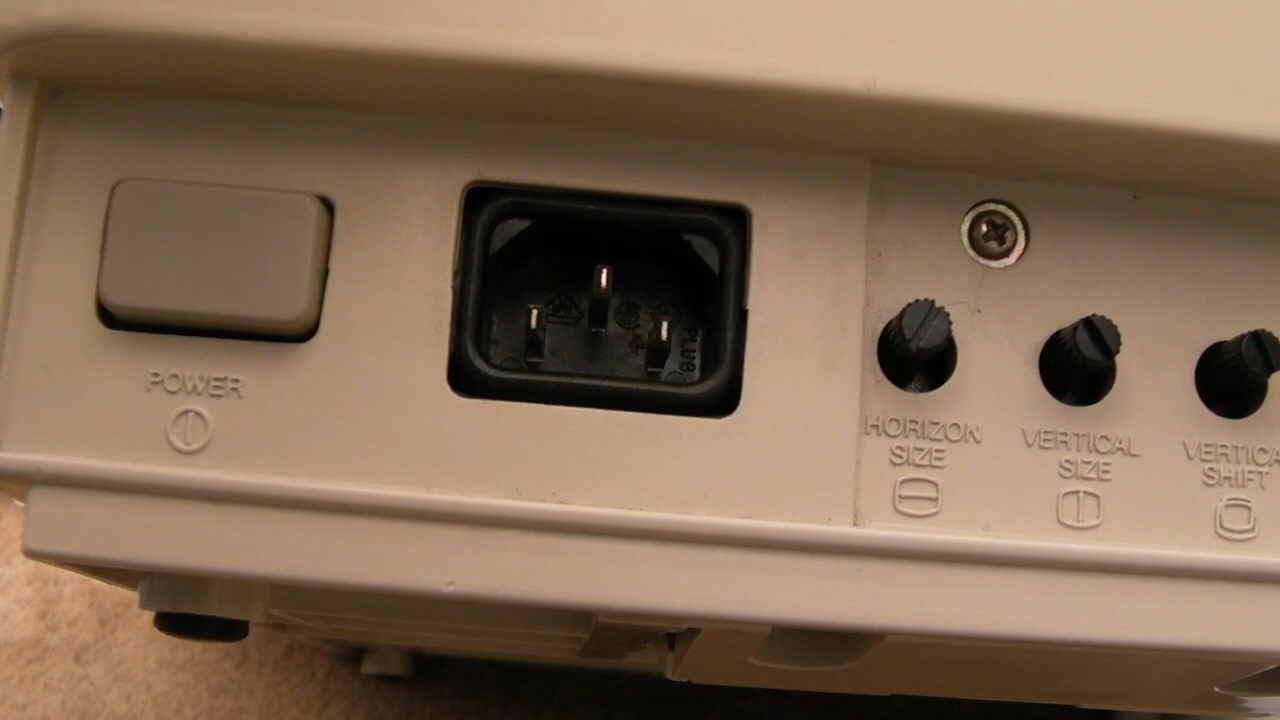 POWER
HORIZON
SIZE
VERTICAL
SIZE
VERTICA
SHIFT